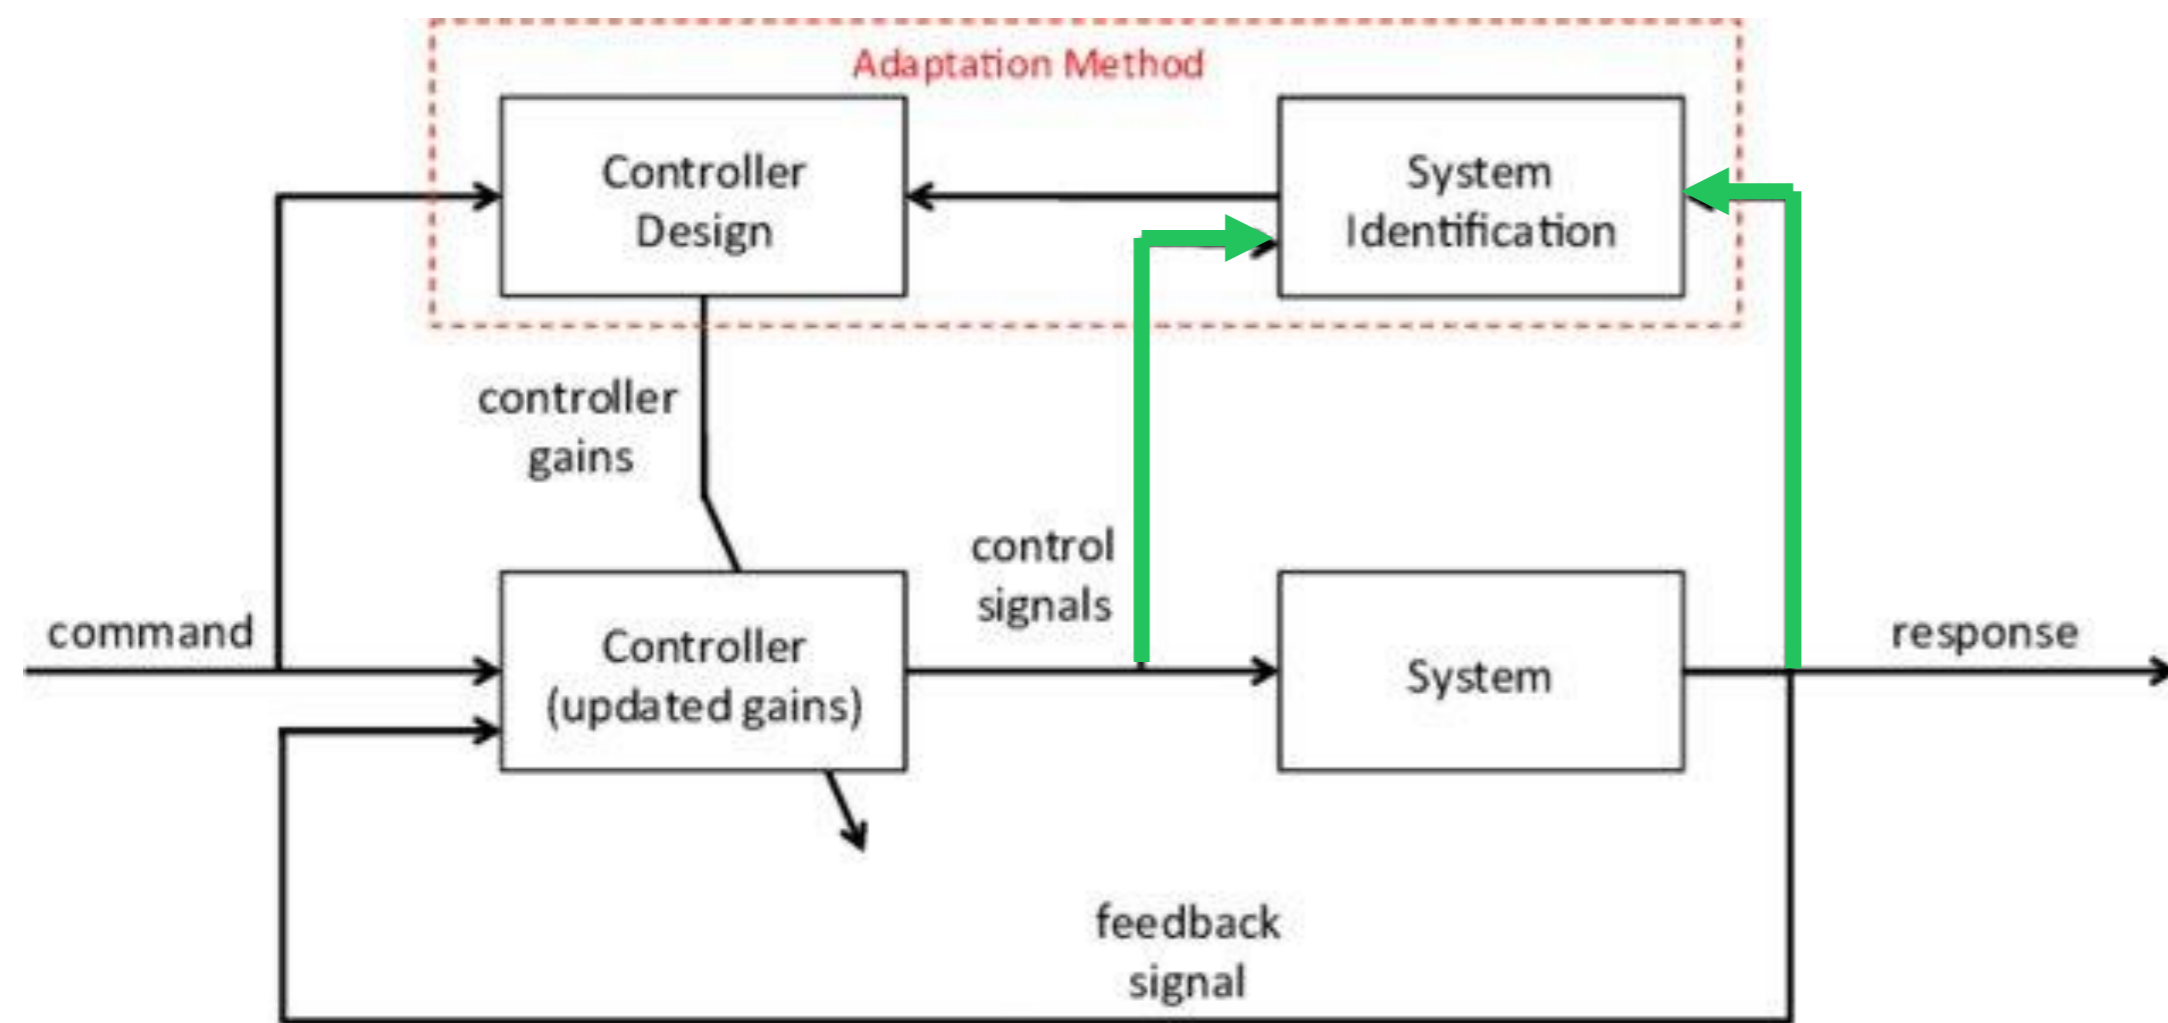 Adaptation Method
Controller
Design
System
Identification
controller
gains
control
signals
command
Controller
(updated gains)
System
response
feedback
signal